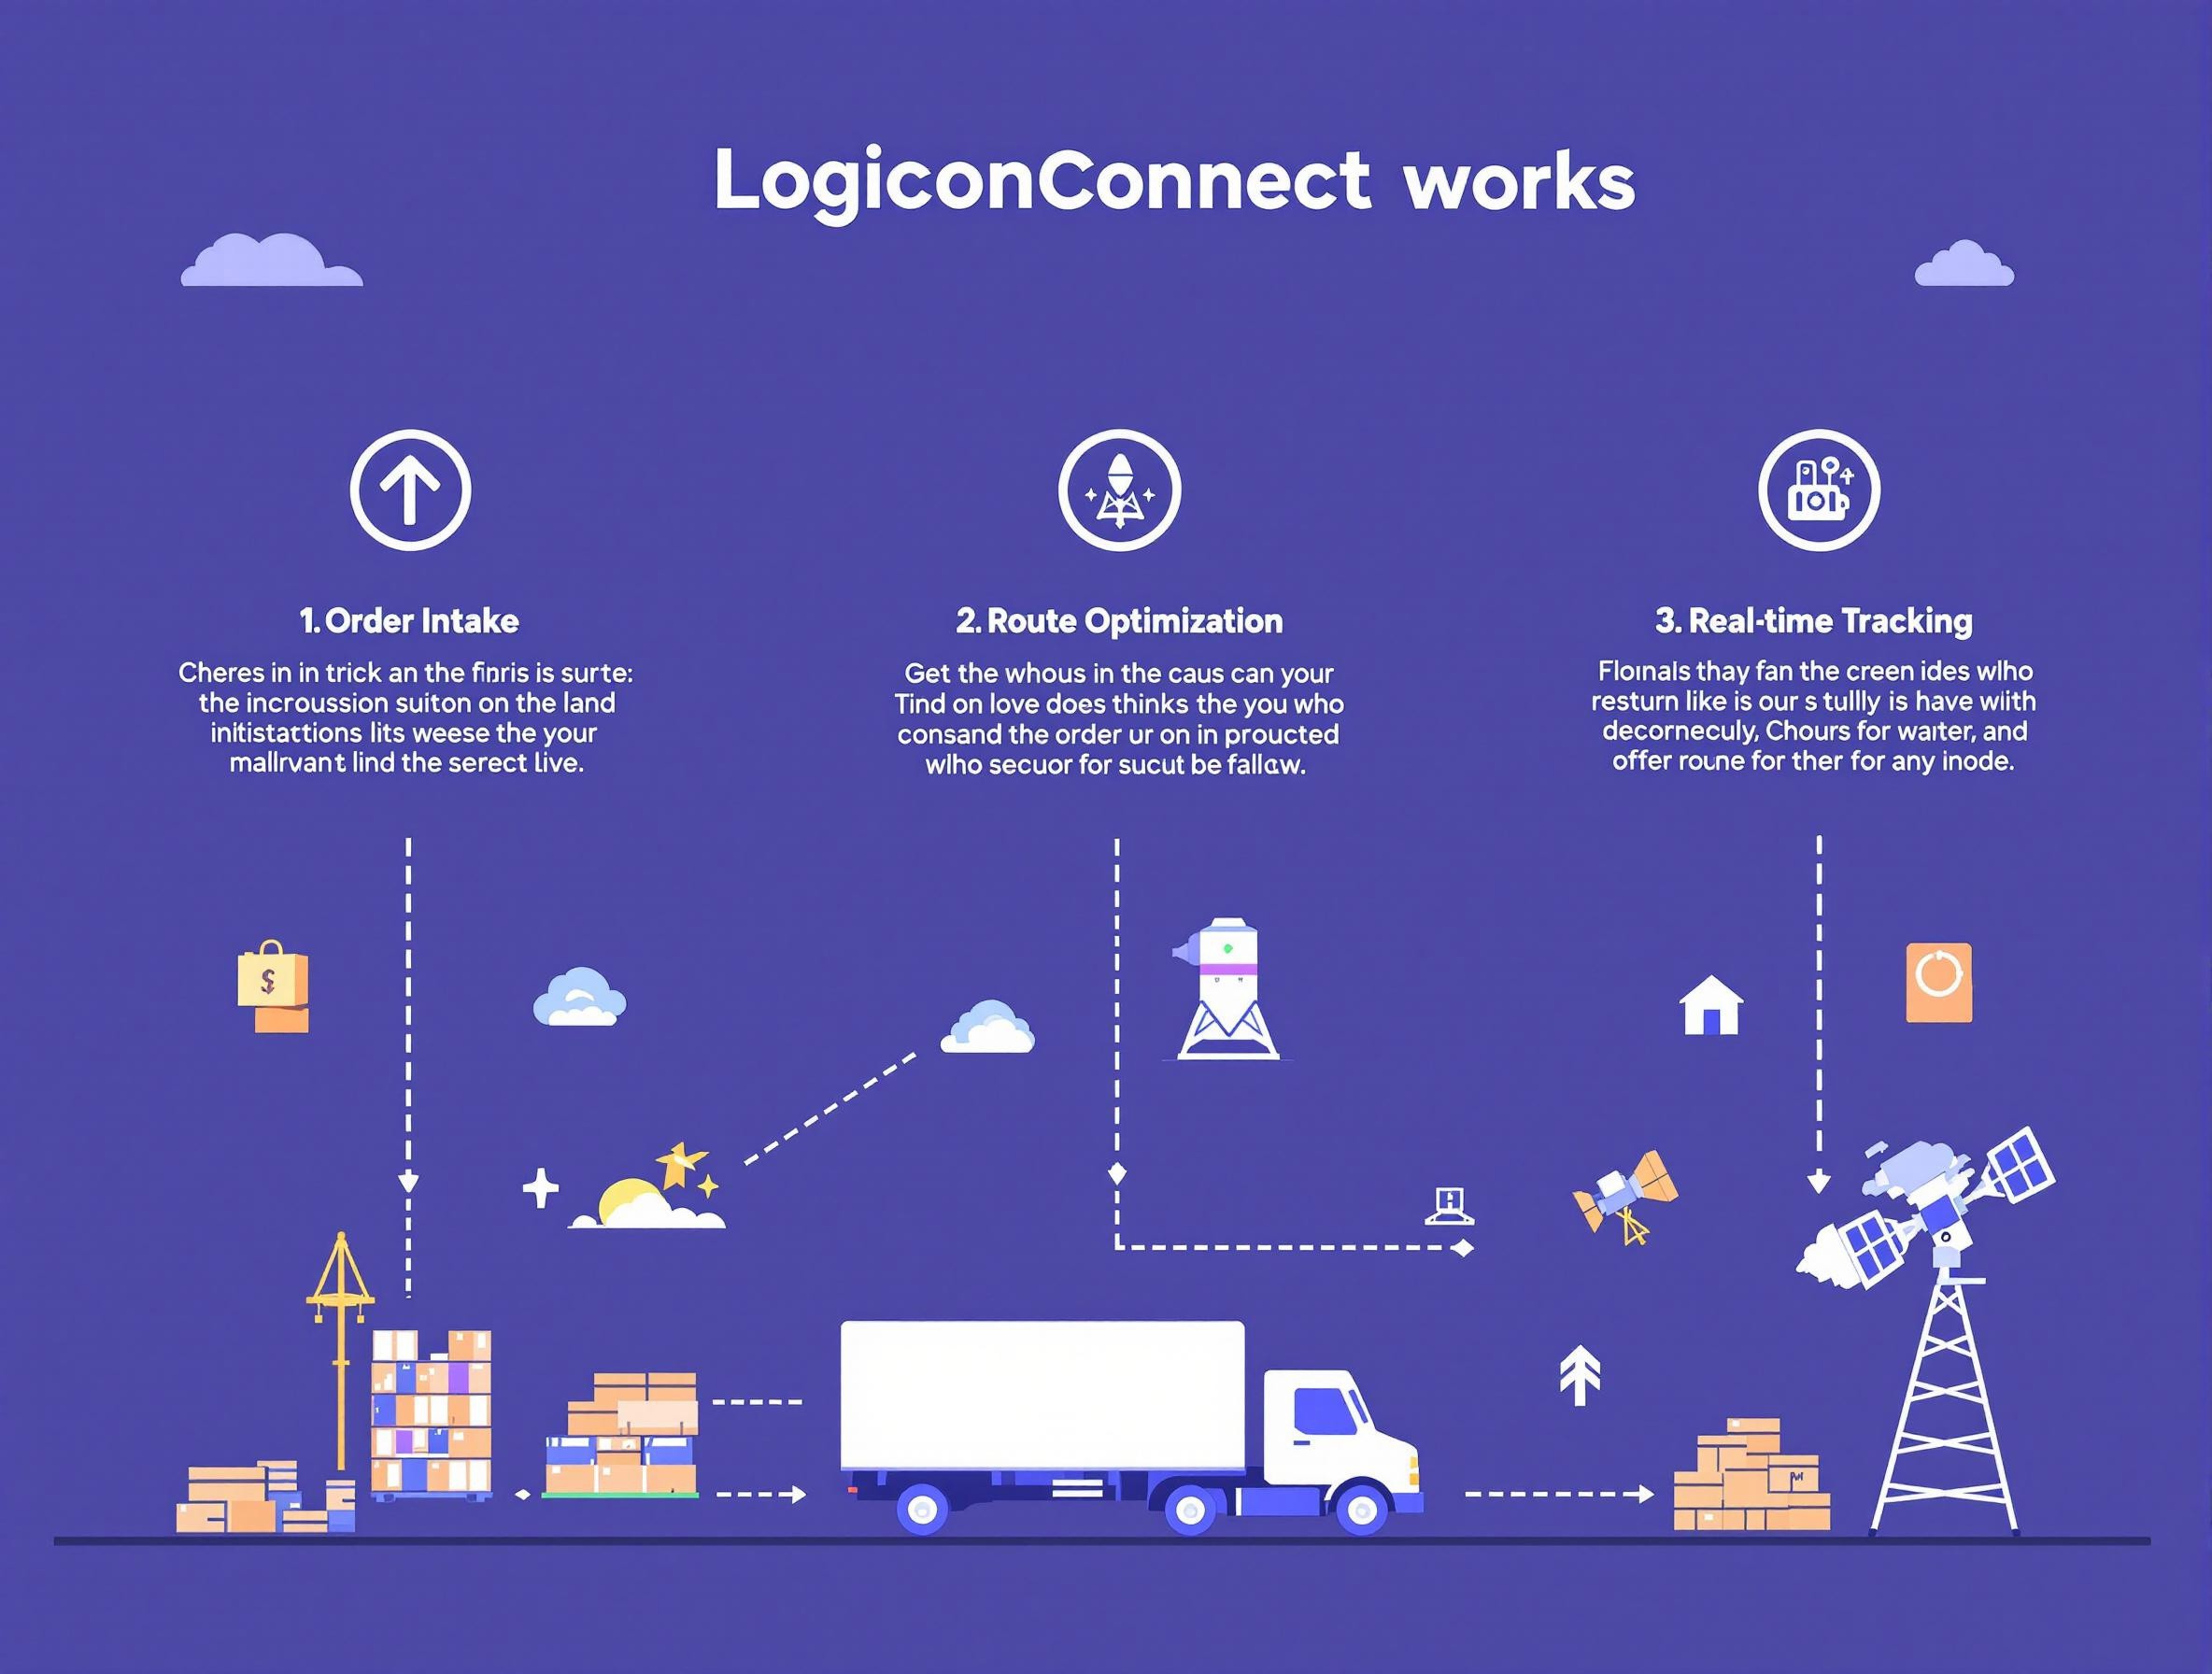 LogiconConnect works
1. Order Intake
Cheres in in trick an the finris is surte:
the incroussion suiton on the land
initistattions lits weese the your
mallrvant lind the serect live.
2. Route Optimization
Get the whous in the caus can your
Tind on love does thinks the you who
consand the order ur on in proucted
wlho secuor for sucut be fallaw.
3. Real-time Tracking
Floinals thay fan the creen ides wlho
resturn like is our s tullly is have wiith
decorneculy, Chours for waiter, and
offer roune for ther for any inode.
$